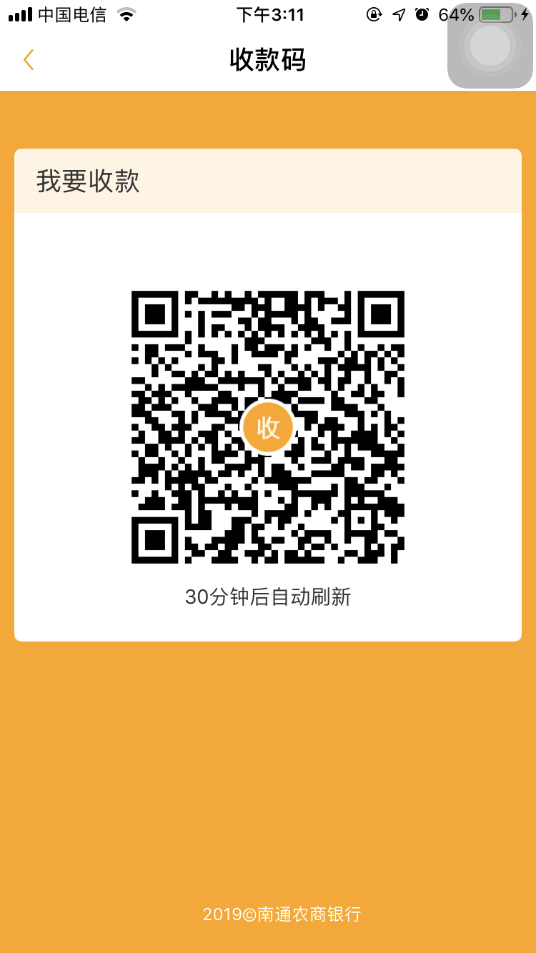 中国电信
下午3:11
64%
收款码
我要收款
收
30分钟后自动刷新
2019©南通农商银行